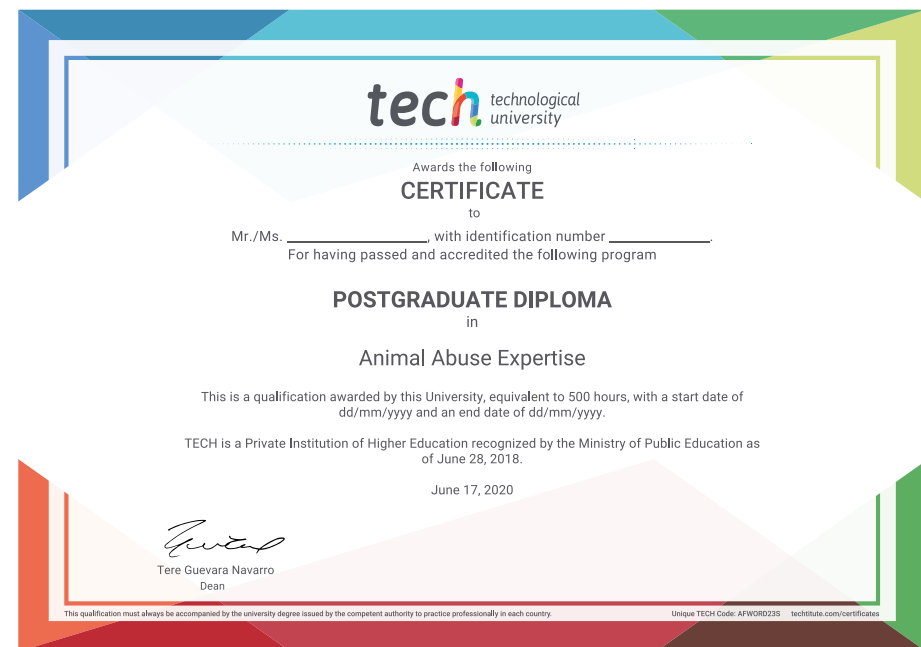 tech technological
university
Awards the following
CERTIFICATE
to
Mr./Ms. ____________________, with identification number ______________.
For having passed and accredited the following program
POSTGRADUATE DIPLOMA
in
Animal Abuse Expertise
This is a qualification awarded by this University, equivalent to 500 hours, with a start date of
dd/mm/yyyy and an end date of dd/mm/yyyy.
TECH is a Private Institution of Higher Education recognized by the Ministry of Public Education as
of June 28, 2018.
June 17, 2020
Tere Guevara Navarro
Dean
This qualification must always be accompanied by the university degree issued by the competent authority to practice professionally in each country. Unique TECH Code: AFWORD23S techtitute.com/certificates